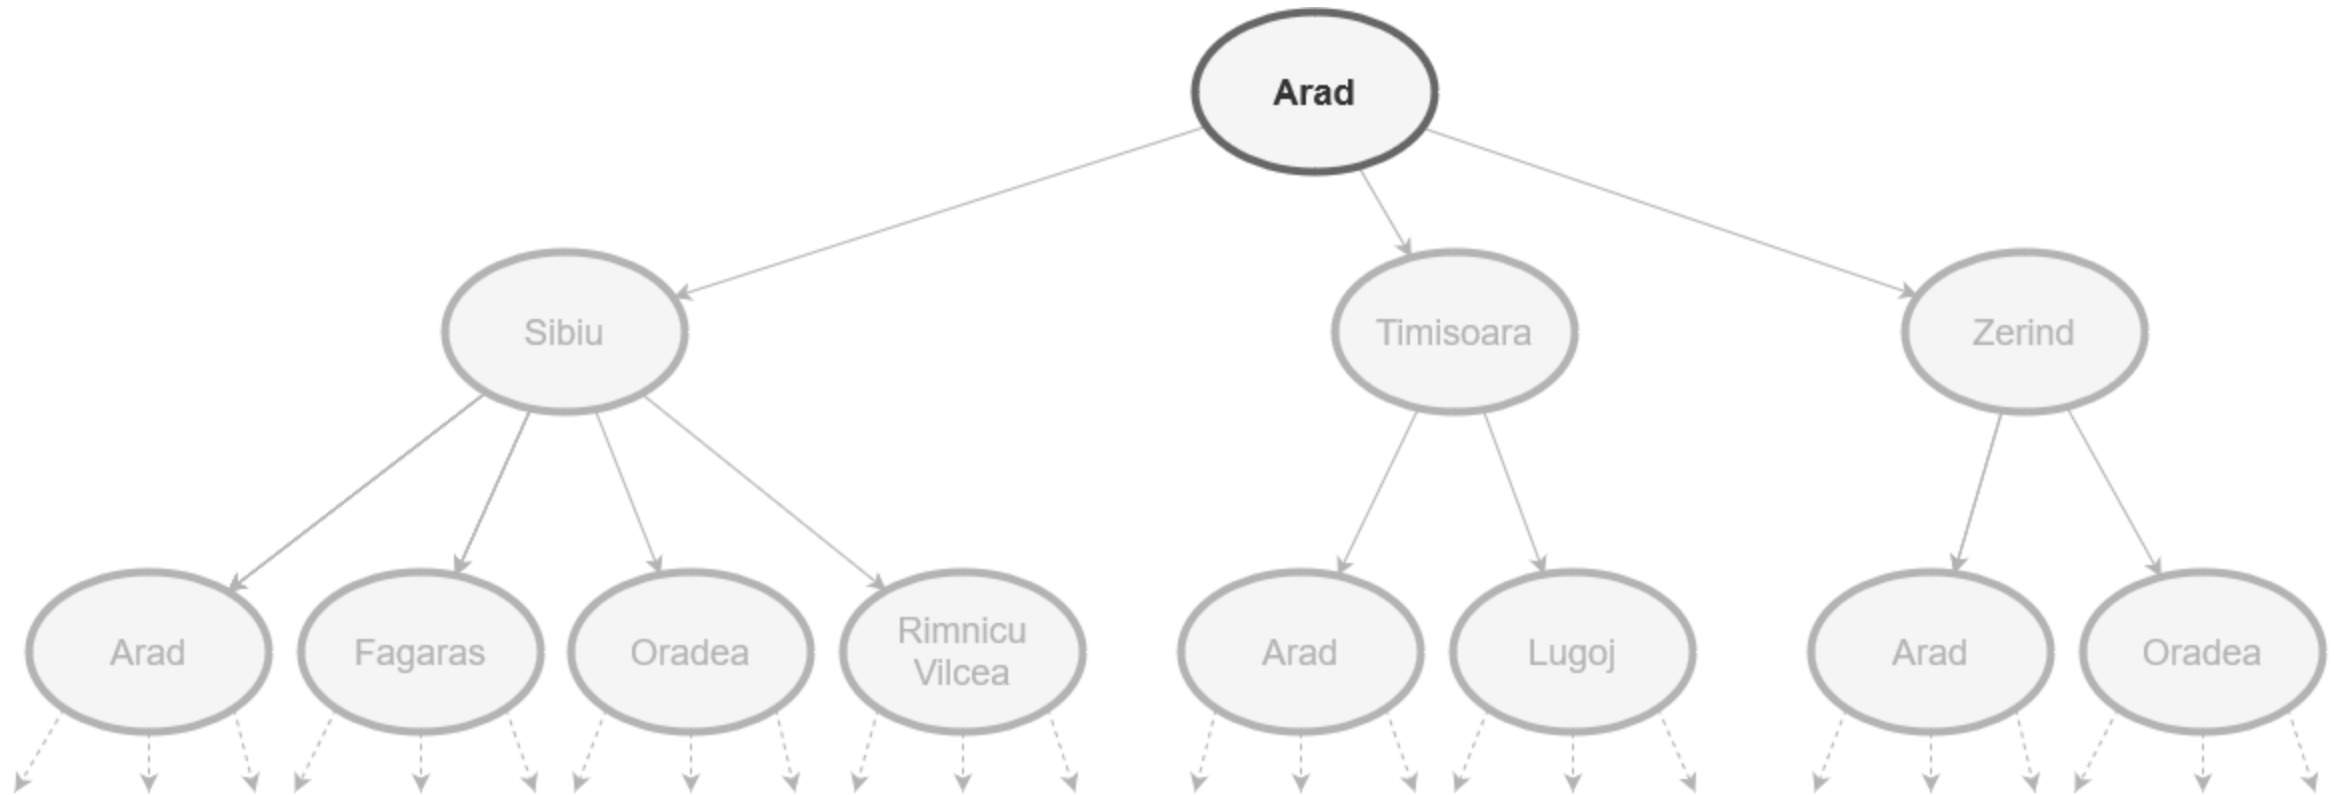 Arad
Sibiu
Timisoara
Zerind
Arad
Fagaras
Oradea
Rimnicu
Vilcea
Arad
Lugoj
Arad
Oradea